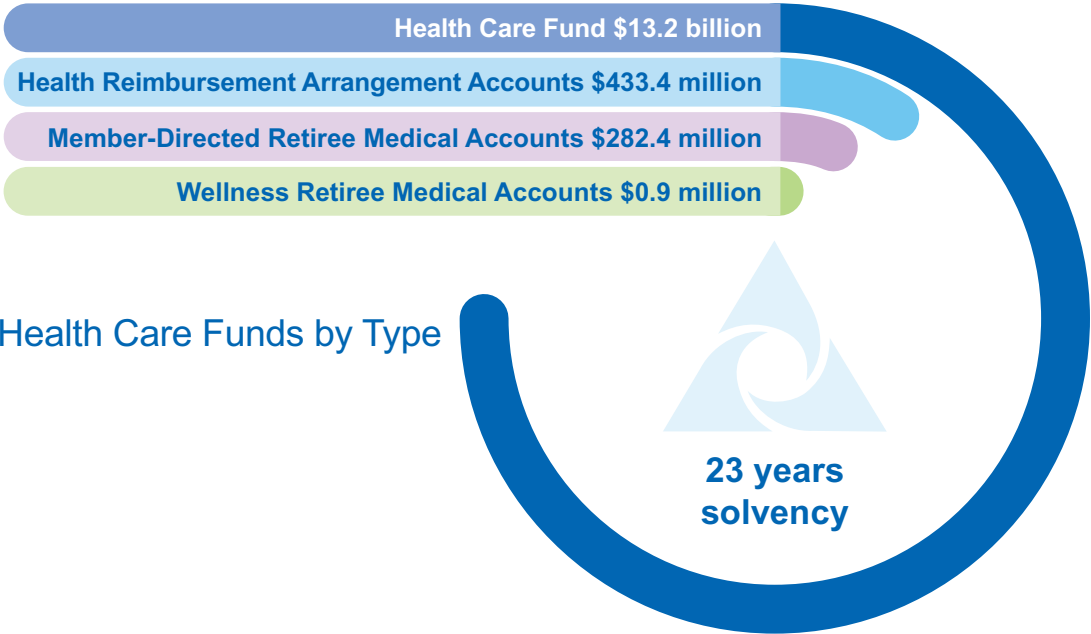 Health Care Fund $13.2 billion
Health Reimbursement Arrangement Accounts $433.4 million
Member-Directed Retiree Medical Accounts $282.4 million
Wellness Retiree Medical Accounts $0.9 million
Health Care Funds by Type
23 years
solvency